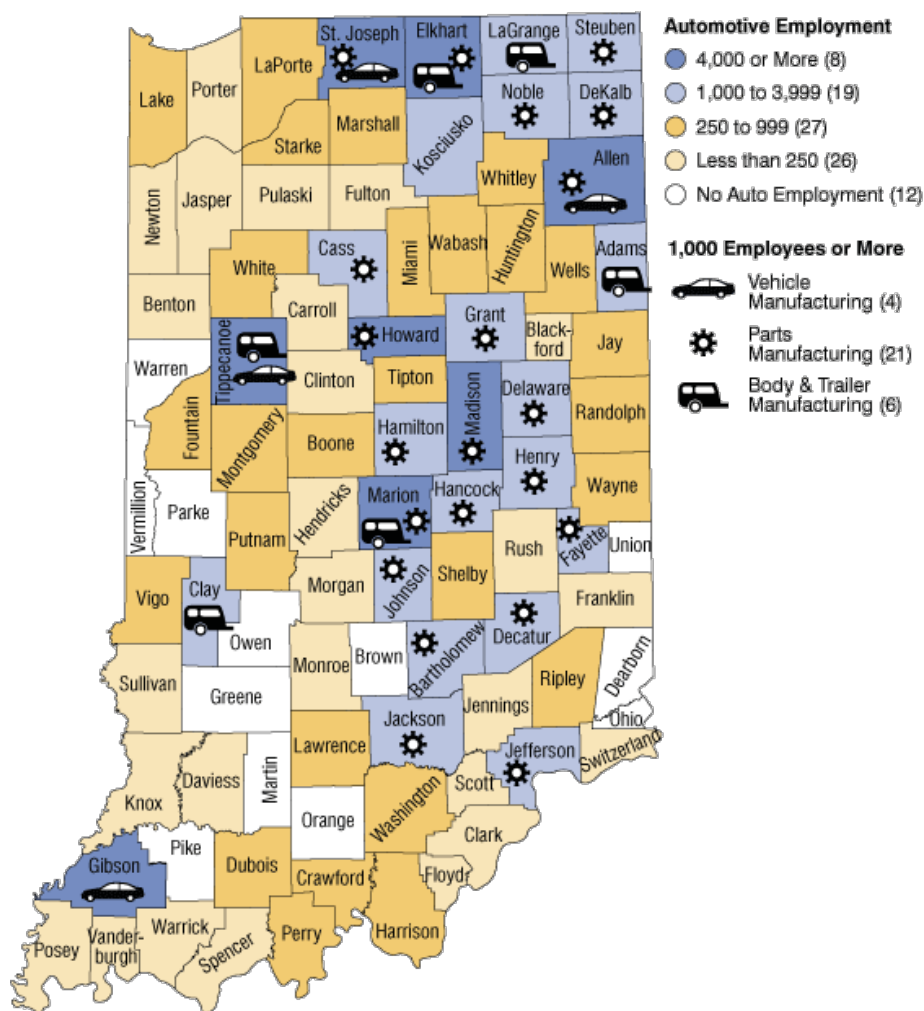 Automotive Employment
4,000 or More (8)
1,000 to 3,999 (19)
250 to 999 (27)
Less than 250 (26)
No Auto Employment (12)
1,000 Employees or More
Vehicle
Manufacturing (4)
Parts
Manufacturing (21)
Body & Trailer
Manufacturing (6)
St. Joseph
Elkhart
LaGrange
Steuben
Lake
Porter
LaPorte
Noble
DeKalb
Starke
Marshall
Kosciusko
Allen
Whitley
Newton
Jasper
Pulaski
Fulton
White
Cass
Miami
Wabash
Huntington
Wells
Adams
Benton
Carroll
Howard
Grant
Black-
ford
Jay
Warren
Tippecanoe
Clinton
Tipton
Madison
Delaware
Randolph
Fountain
Montgomery
Boone
Hamilton
Henry
Wayne
Vermillion
Parke
Putnam
Hendricks
Marion
Hancock
Rush
Fayette
Union
Vigo
Clay
Owen
Morgan
Johnson
Shelby
Decatur
Franklin
Sullivan
Greene
Monroe
Brown
Bartholomew
Jennings
Ripley
Dearborn
Ohio
Switzerland
Knox
Daviess
Martin
Lawrence
Jackson
Scott
Jefferson
Orange
Washington
Clark
Gibson
Pike
Dubois
Crawford
Floyd
Harrison
Posey
Vander-
burgh
Warrick
Spencer
Perry